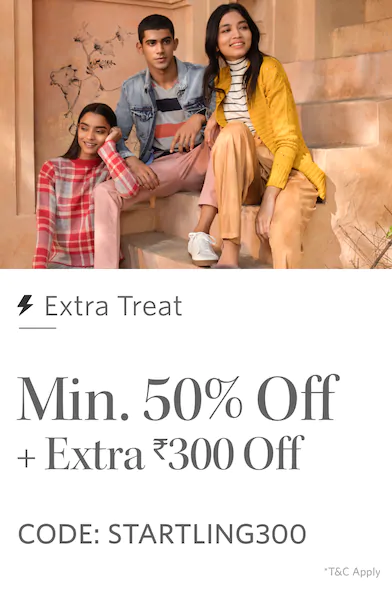 Extra Treat
Min. 50% Off
+ Extra ₹300 Off
CODE: STARTLING300
*T&C Apply